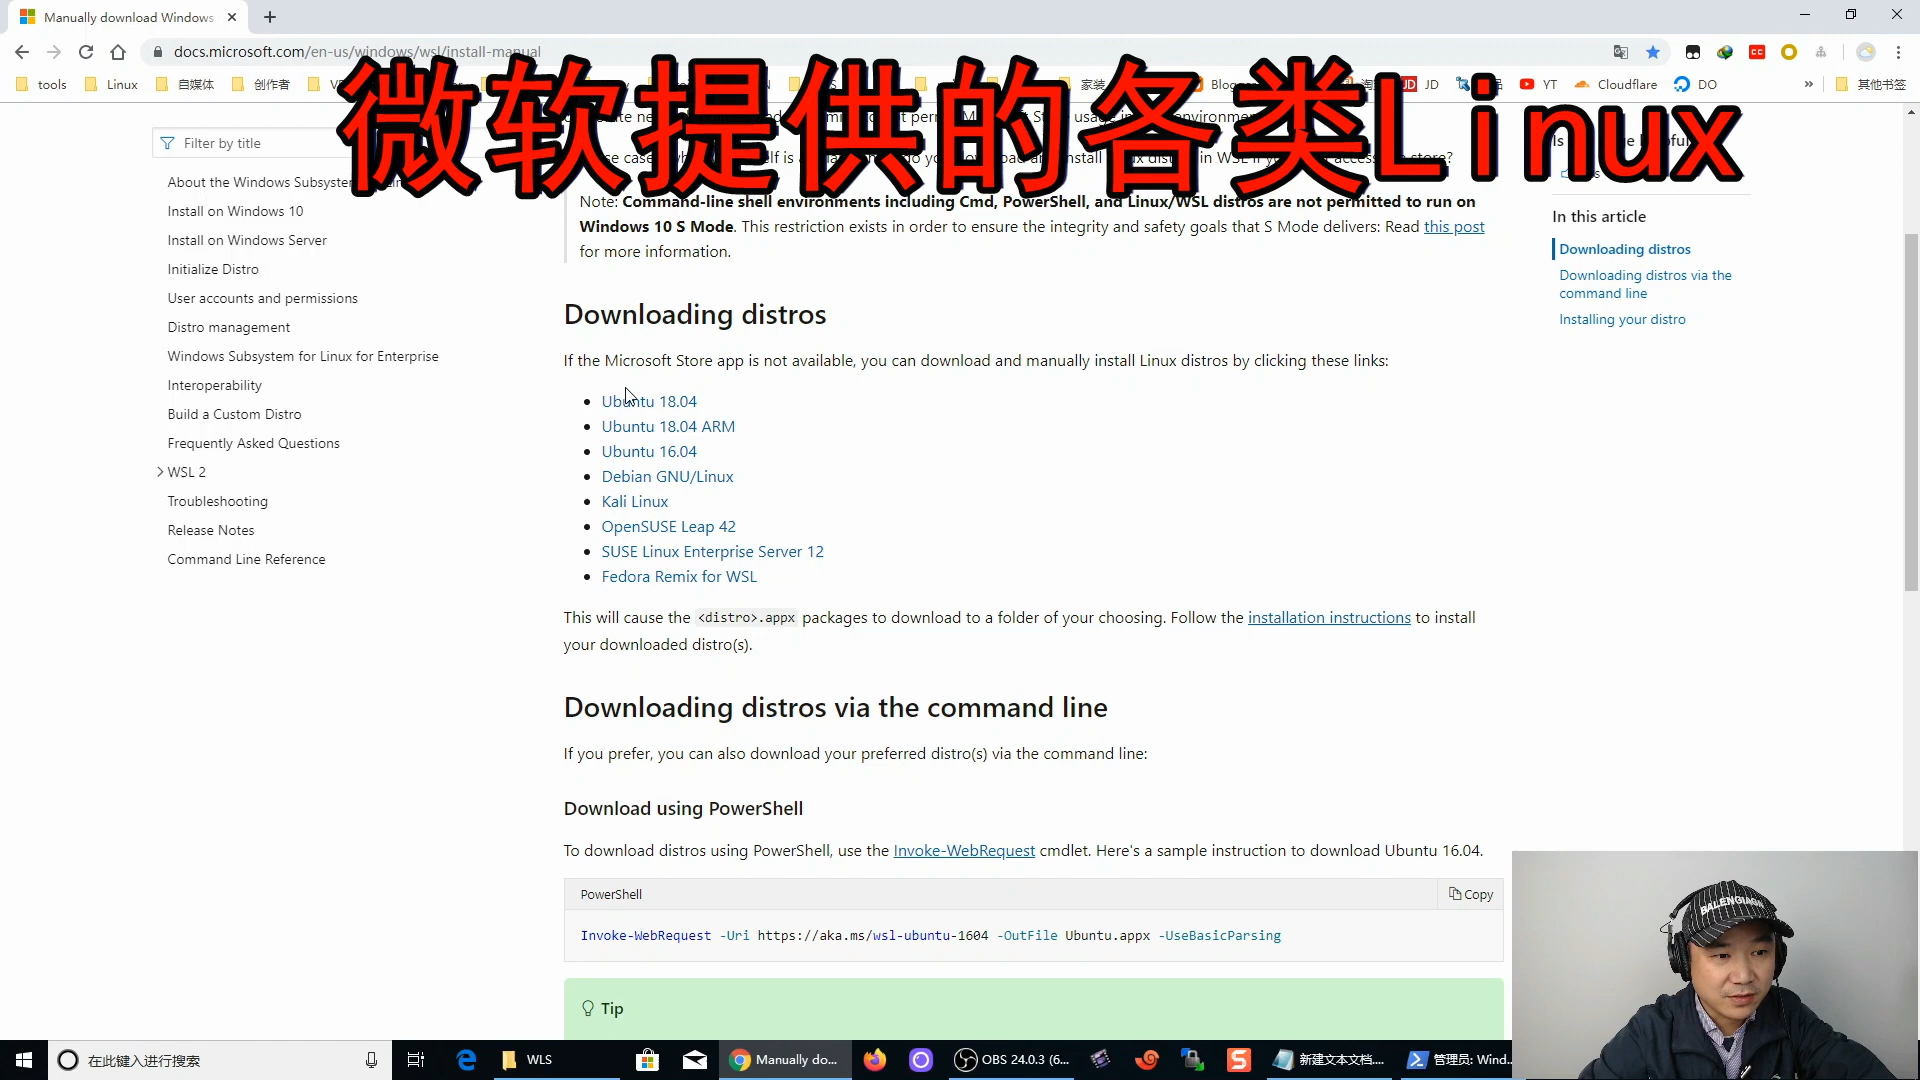 Manually download Windows
docs.microsoft.com/en-us/windows/wsl/install-manual
tools
Linux
自媒体
创作者
家装
JD
YT
Cloudflare
DO
»
其他书签
微软提供的各类Linux
Filter by title
About the Windows
Install on Windows 10
Install on Windows Server
Initialize Distro
User accounts and permissions
Distro management
Windows Subsystem for Linux for Enterprise
Interoperability
Build a Custom Distro
Frequently Asked Questions
WSL 2
Troubleshooting
Release Notes
Command Line Reference
Note: Command-line shell environments including Cmd, PowerShell, and Linux/WSL distros are not permitted to run on
Windows 10 S Mode. This restriction exists in order to ensure the integrity and safety goals that S Mode delivers: Read this post
for more information.
Downloading distros
If the Microsoft Store app is not available, you can download and manually install Linux distros by clicking these links:
Ubuntu 18.04
Ubuntu 18.04 ARM
Ubuntu 16.04
Debian GNU/Linux
Kali Linux
OpenSUSE Leap 42
SUSE Linux Enterprise Server 12
Fedora Remix for WSL
This will cause the <distro>.appx packages to download to a folder of your choosing. Follow the installation instructions to install
your downloaded distro(s).
Downloading distros via the command line
If you prefer, you can also download your preferred distro(s) via the command line:
Download using PowerShell
To download distros using PowerShell, use the Invoke-WebRequest cmdlet. Here's a sample instruction to download Ubuntu 16.04.
PowerShell
Copy
Invoke-WebRequest -Uri https://aka.ms/wsl-ubuntu-1604 -OutFile Ubuntu.appx -UseBasicParsing
Tip
In this article
Downloading distros
Downloading distros via the
command line
Installing your distro
BALENCIAGA
在此键入进行搜索
WLS
Manually do...
OBS 24.0.3 (6...
新建文本文档....
管理员: Wind...